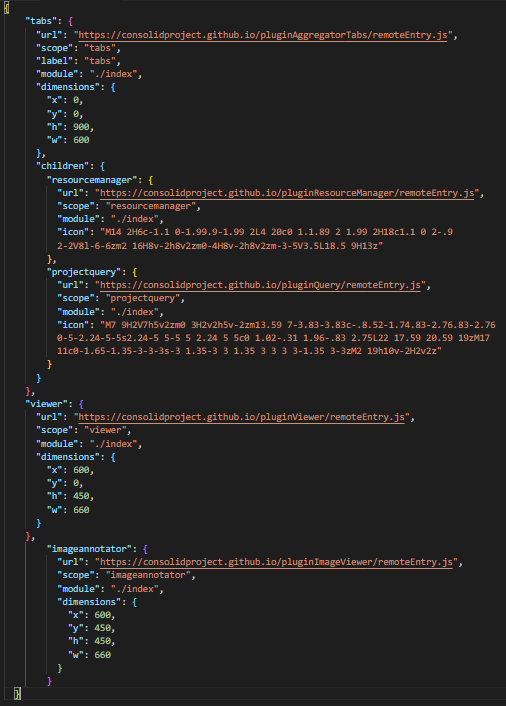 {
"tabs": {
"url": "https://consolidproject.github.io/pluginAggregatorTabs/remoteEntry.js",
"scope": "tabs",
"label": "tabs",
"module": "./index",
"dimensions": {
"x": 0,
"y": 0,
"h": 900,
"w": 600
},
"children": {
"resourcemanager": {
"url": "https://consolidproject.github.io/pluginResourceManager/remoteEntry.js",
"scope": "resourcemanager",
"module": "./index",
"icon": "M14 2H6c-1.1 0-1.99.9-1.99 2L4 20c0 1.1.89 2 1.99 2H18c1.1 0 2-.9
2-2V8l-6-6zm2 16H8v-2h8v2zm0-4H8v-2h8v2zm-3-5V3.5L18.5 9H13z"
},
"projectquery": {
"url": "https://consolidproject.github.io/pluginQuery/remoteEntry.js",
"scope": "projectquery",
"module": "./index",
"icon": "M7 9H2V7h5v2zm0 3H2v2h5v-2zm13.59 7-3.83-3.83c-.8.52-1.74.83-2.76.83-2.76
0-5-2.24-5-5s2.24-5 5-5 5 2.24 5 5c0 1.02-.31 1.96-.83 2.75L22 17.59 20.59 19zM17
11c0-1.65-1.35-3-3-3s-3 1.35-3 3 1.35 3 3 3 3-1.35 3-3zM2 19h10v-2H2v2z"
}
}
},
"viewer": {
"url": "https://consolidproject.github.io/pluginViewer/remoteEntry.js",
"scope": "viewer",
"module": "./index",
"dimensions": {
"x": 600,
"y": 0,
"h": 450,
"w": 660
}
},
"imageannotator": {
"url": "https://consolidproject.github.io/pluginImageViewer/remoteEntry.js",
"scope": "imageannotator",
"module": "./index",
"dimensions": {
"x": 600,
"y": 450,
"h": 450,
"w": 660
}
}
}